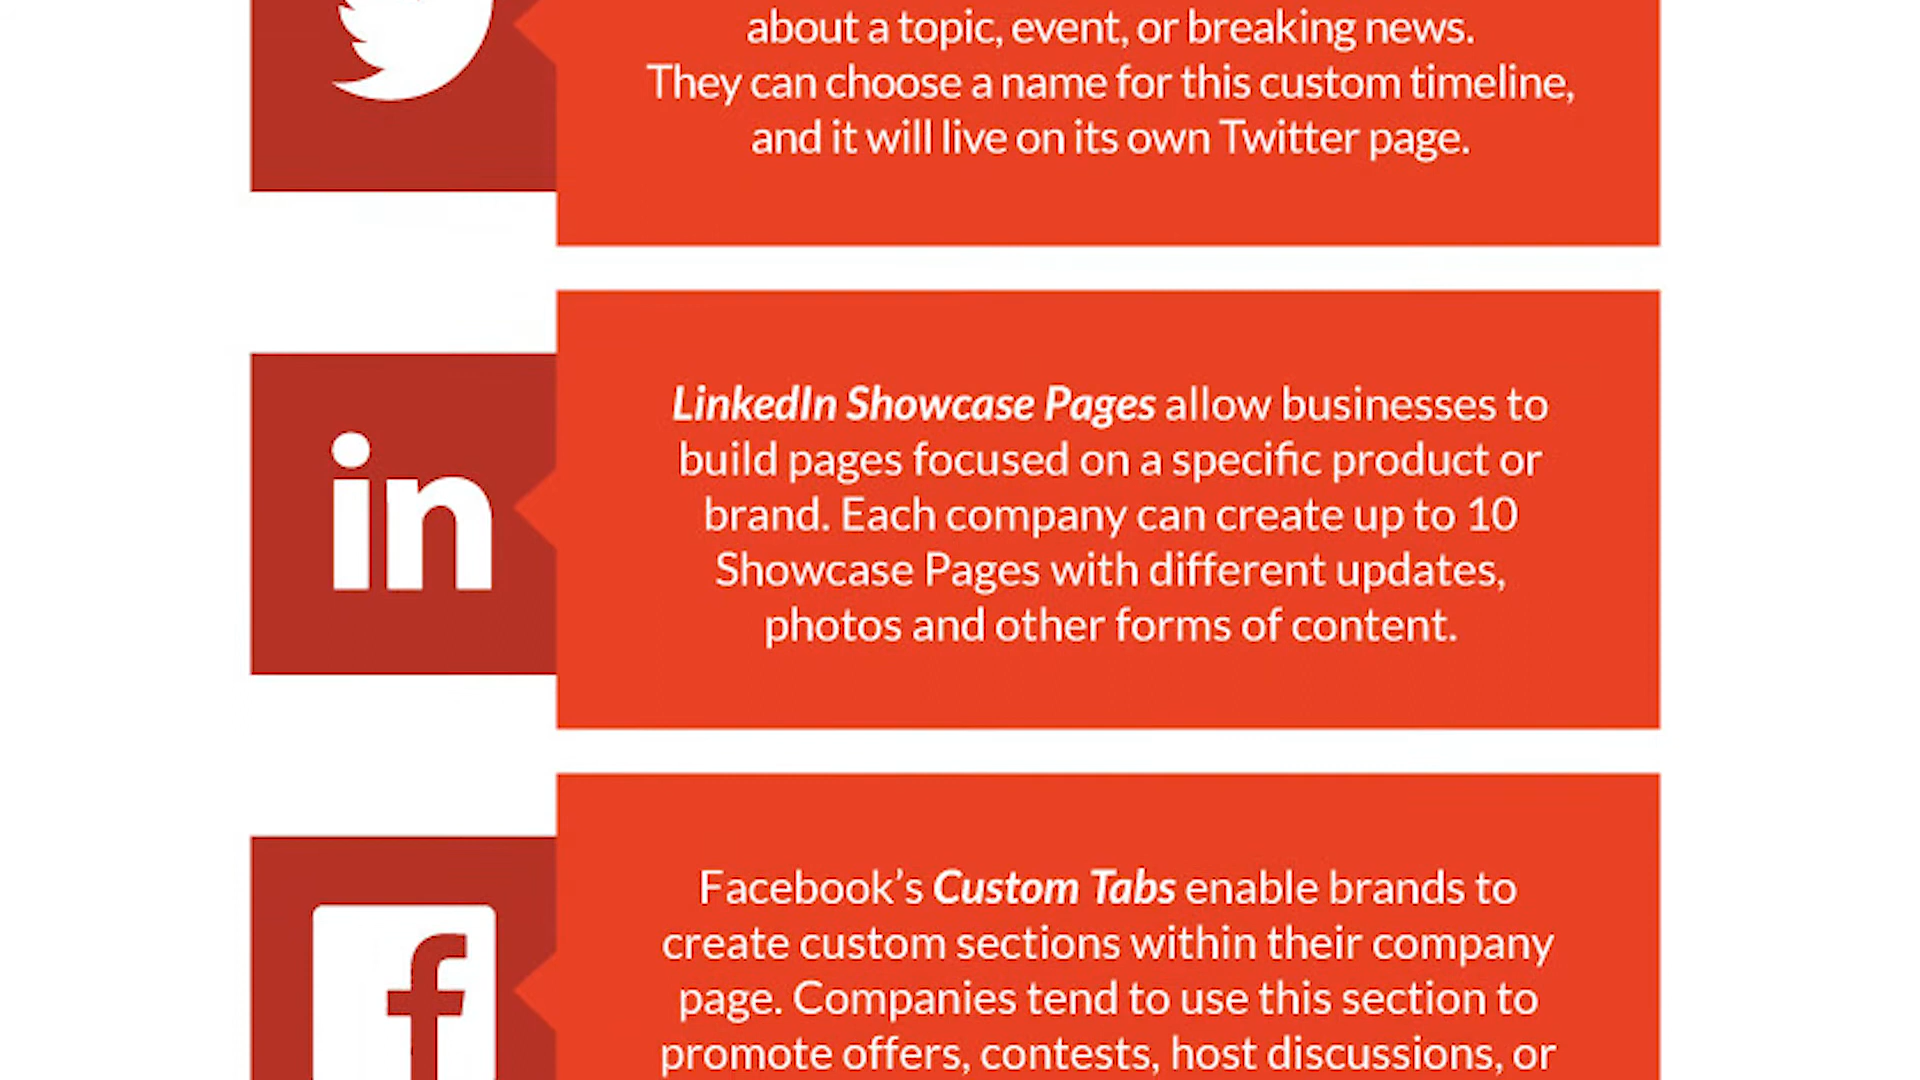 about a topic, event, or breaking news.
They can choose a name for this custom timeline,
and it will live on its own Twitter page.
in
LinkedIn Showcase Pages allow businesses to
build pages focused on a specific product or
brand. Each company can create up to 10
Showcase Pages with different updates,
photos and other forms of content.
f
Facebook’s Custom Tabs enable brands to
create custom sections within their company
page. Companies tend to use this section to
promote offers, contests, host discussions, or